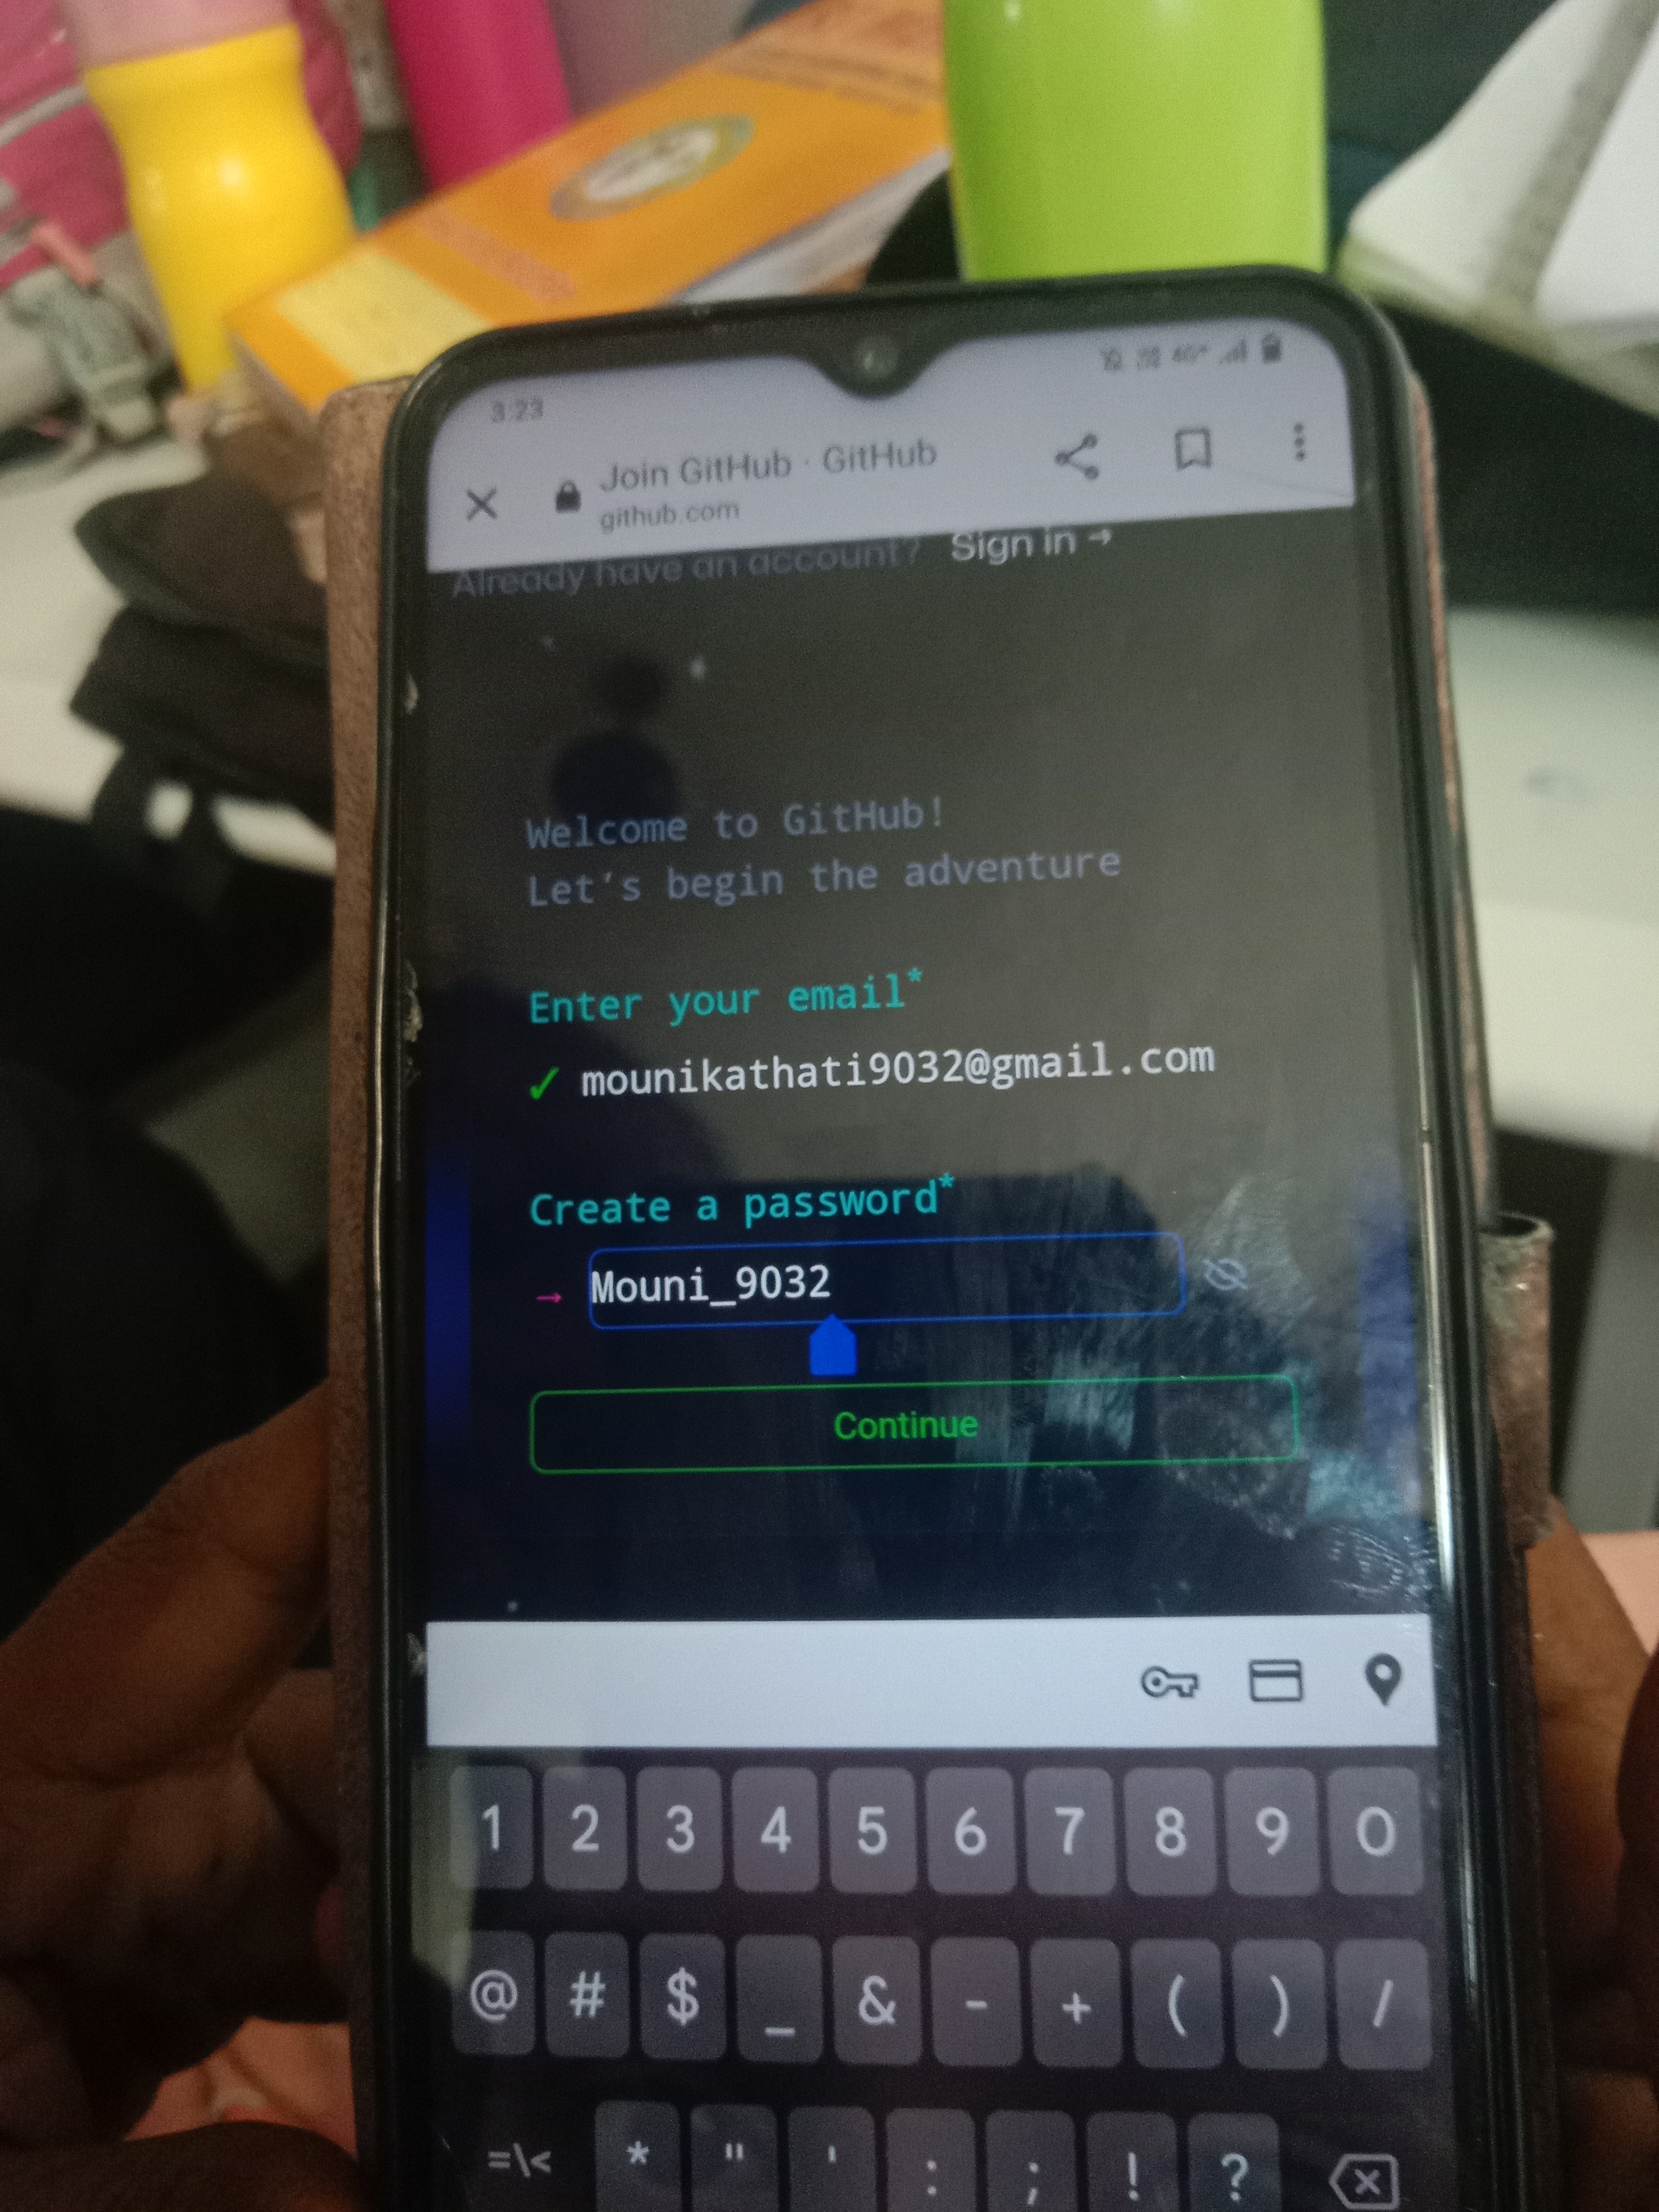 3:23
4G+
Join GitHub · GitHub
github.com
Already have an account? Sign in →
Welcome to GitHub!
Let's begin the adventure
Enter your email*
✓ mounikathati9032@gmail.com
Create a password*
→ Mouni_9032
Continue
1 2 3 4 5 6 7 8 9 0
@ # $ _ & - + ( ) /
=\< * " ' : ; ! ?